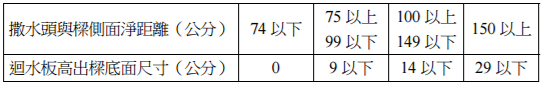 撒水頭與樑側面淨距離（公分） 74 以下 75 以上 99 以下 100 以上 149 以下 150 以上
迴水板高出樑底面尺寸（公分） 0 9 以下 14 以下 29 以下